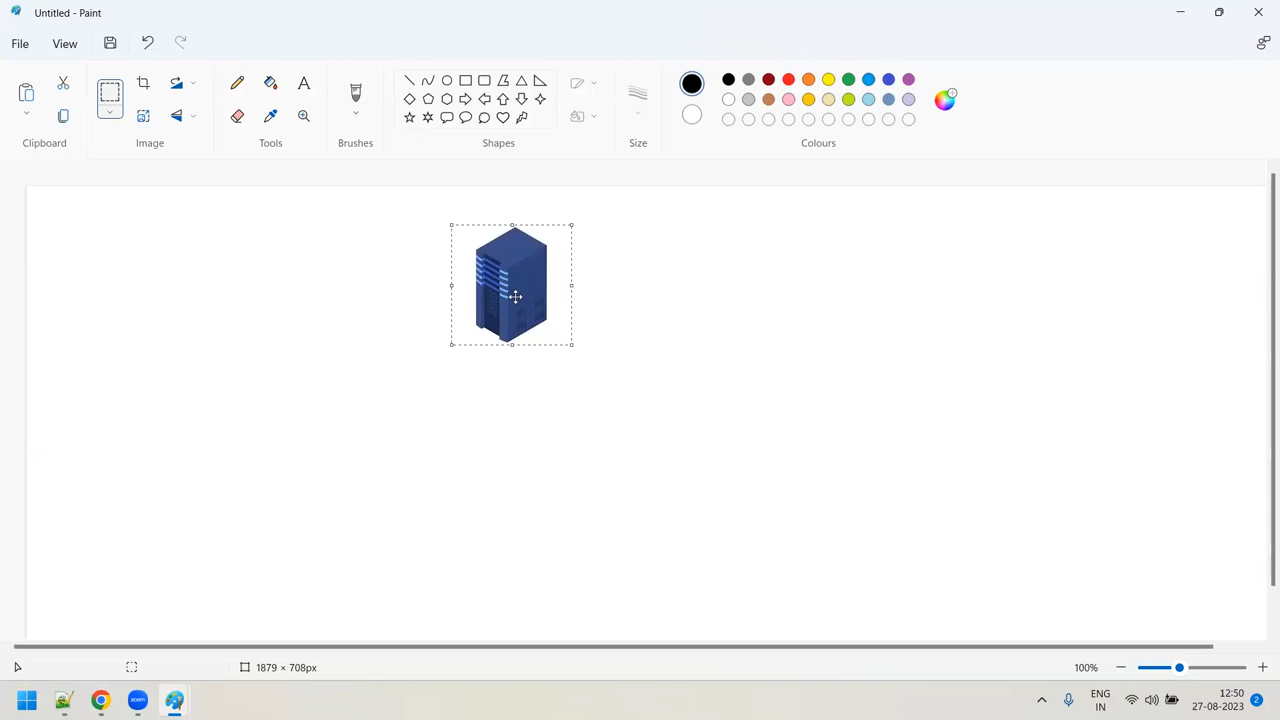 Untitled - Paint
File
View
Clipboard
Image
Tools
Brushes
Shapes
Size
Colours
1879 × 708px
100%
zoom
ENG
IN
12:50
27-08-2023
2